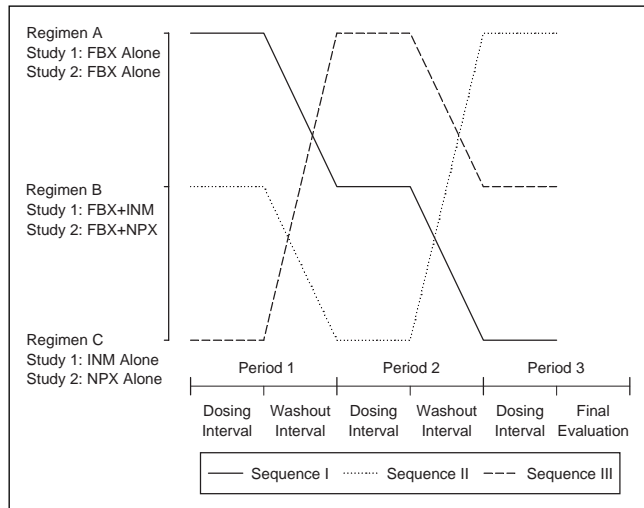 Regimen A
Study 1: FBX Alone
Study 2: FBX Alone
Regimen B
Study 1: FBX+INM
Study 2: FBX+NPX
Regimen C
Study 1: INM Alone
Study 2: NPX Alone
Period 1 Period 2 Period 3
Dosing Washout Dosing Washout Dosing Final
Interval Interval Interval Interval Interval Evaluation
Sequence I Sequence II Sequence III